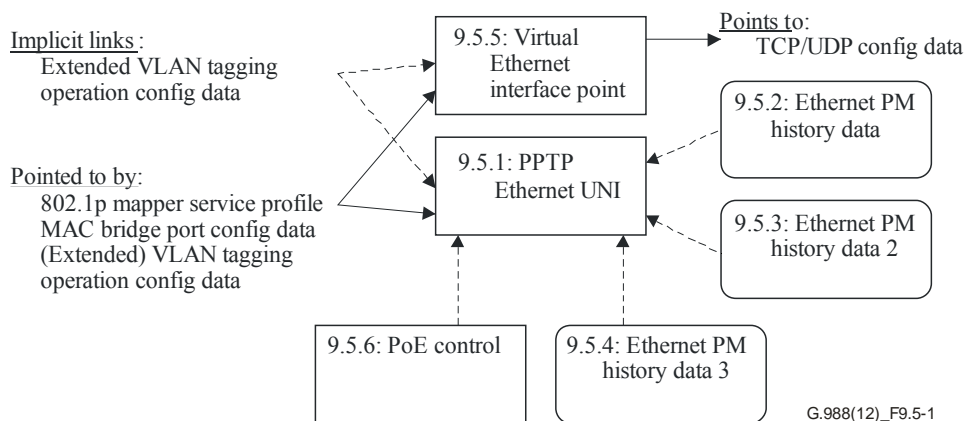 Implicit links :
Extended VLAN tagging
operation config data
Pointed to by:
802.1p mapper service profile
MAC bridge port config data
(Extended) VLAN tagging
operation config data
9.5.5: Virtual
Ethernet
interface point
Points to:
TCP/UDP config data
9.5.1: PPTP
Ethernet UNI
9.5.2: Ethernet PM
history data
9.5.3: Ethernet PM
history data 2
9.5.6: PoE control
9.5.4: Ethernet PM
history data 3
G.988(12)_F9.5-1